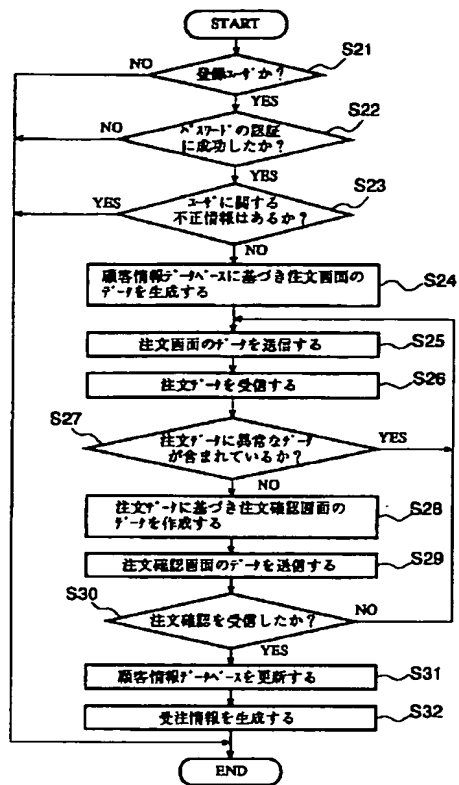 START
S21
NO
登録ユーザか?
YES
S22
NO
パスワードの認証
に成功したか?
YES
S23
YES
ユーザに関する
不正情報はあるか?
NO
顧客情報データベースに基づき注文画面の
データを生成する
S24
注文画面のデータを送信する
S25
注文データを受信する
S26
S27
注文データに異常なデータ
が含まれているか?
YES
NO
注文データに基づき注文確認画面の
データを作成する
S28
注文確認画面のデータを送信する
S29
S30
注文確認を受信したか?
NO
YES
顧客情報データベースを更新する
S31
受注情報を生成する
S32
END